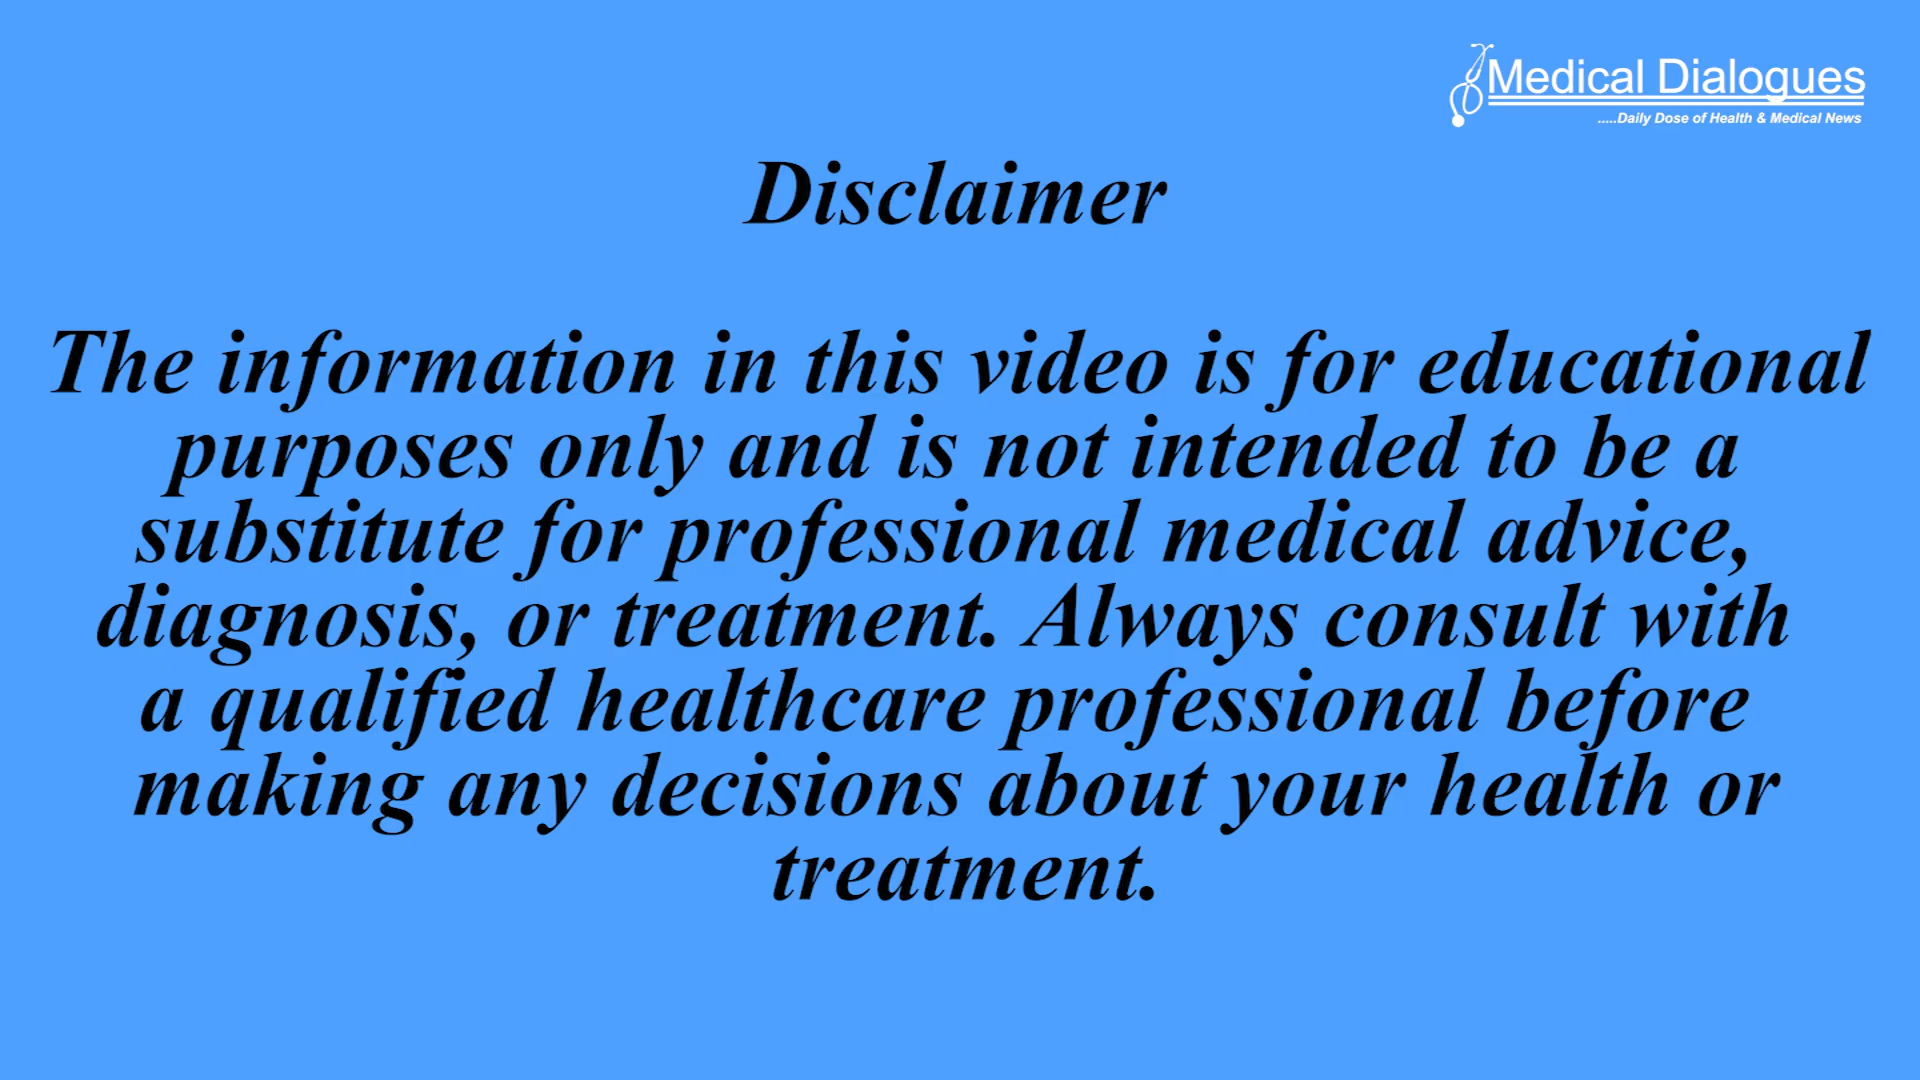 Medical Dialogues
.....Daily Dose of Health & Medical News
Disclaimer
The information in this video is for educational
purposes only and is not intended to be a
substitute for professional medical advice,
diagnosis, or treatment. Always consult with
a qualified healthcare professional before
making any decisions about your health or
treatment.